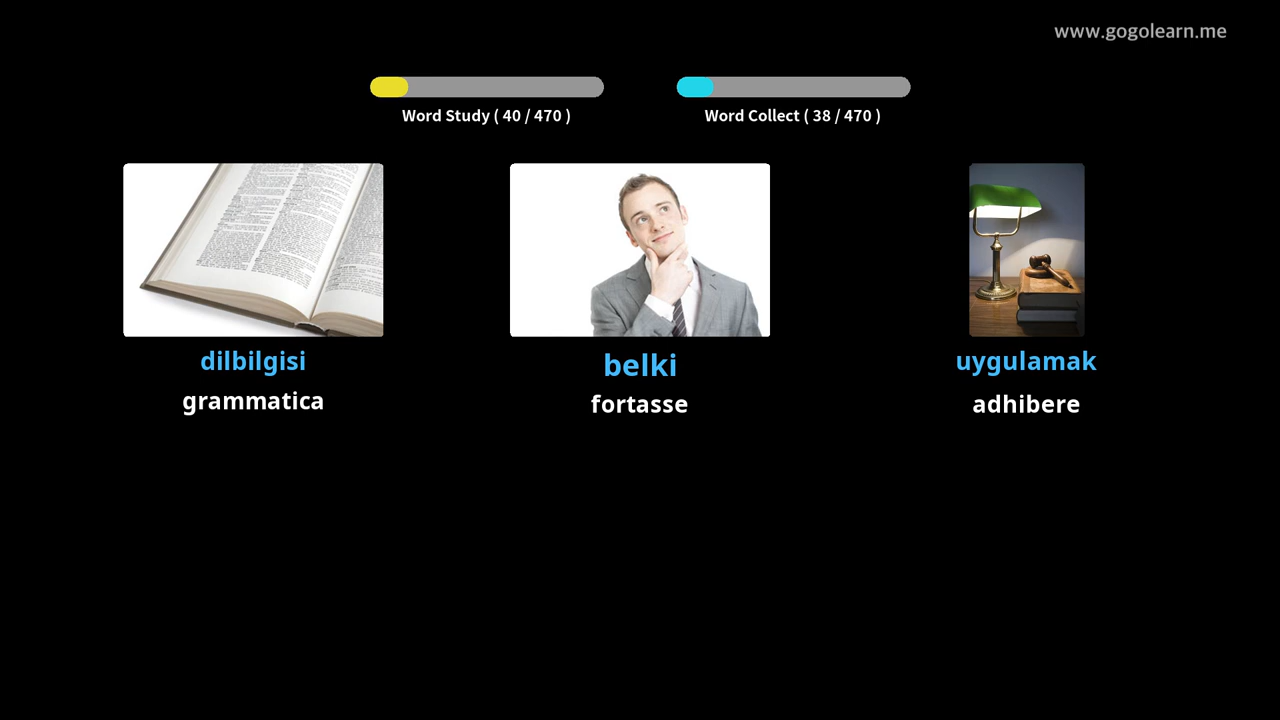 www.gogolearn.me
Word Study ( 40 / 470 )
Word Collect ( 38 / 470 )
dilbilgisi
grammatica
belki
fortasse
uygulamak
adhibere